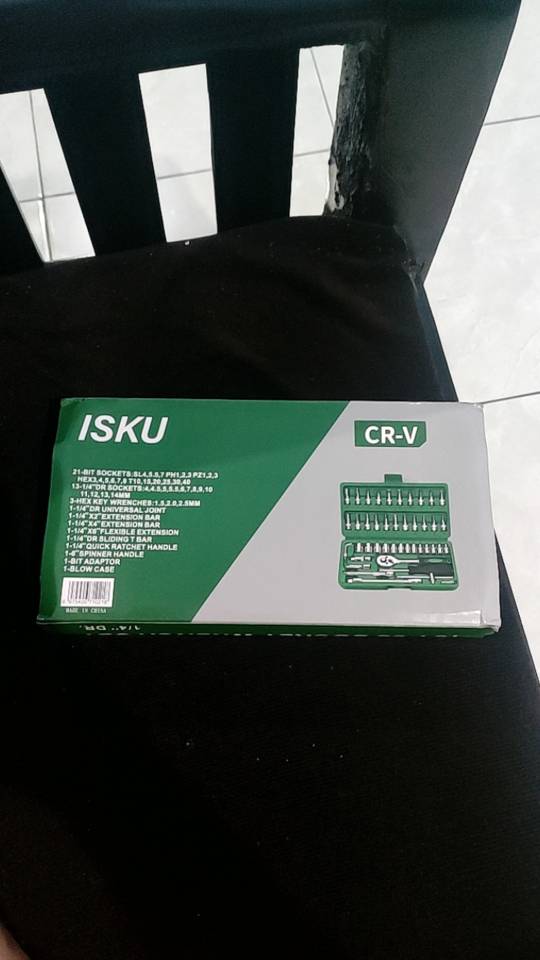 ISKU
CR-V
21-BIT SOCKETS:SL4,5.5,7 PH1,2,3 PZ1,2,3
HEX3,4,5,6,7,8 T10,15,20,25,30,40
13-1/4"DR SOCKETS:4,4.5,5,5.5,6,7,8,9,10
11,12,13,14MM
3-HEX KEY WRENCHES:1.5,2.0,2.5MM
1-1/4"DR UNIVERSAL JOINT
1-1/4"X2"EXTENSION BAR
1-1/4"X4"EXTENSION BAR
1-1/4"X6"FLEXIBLE EXTENSION
1-1/4"DR SLIDING T BAR
1-1/4"QUICK RATCHET HANDLE
1-6"SPINNER HANDLE
1-BIT ADAPTOR
1-BLOW CASE
MADE IN CHINA
1/4" DR.